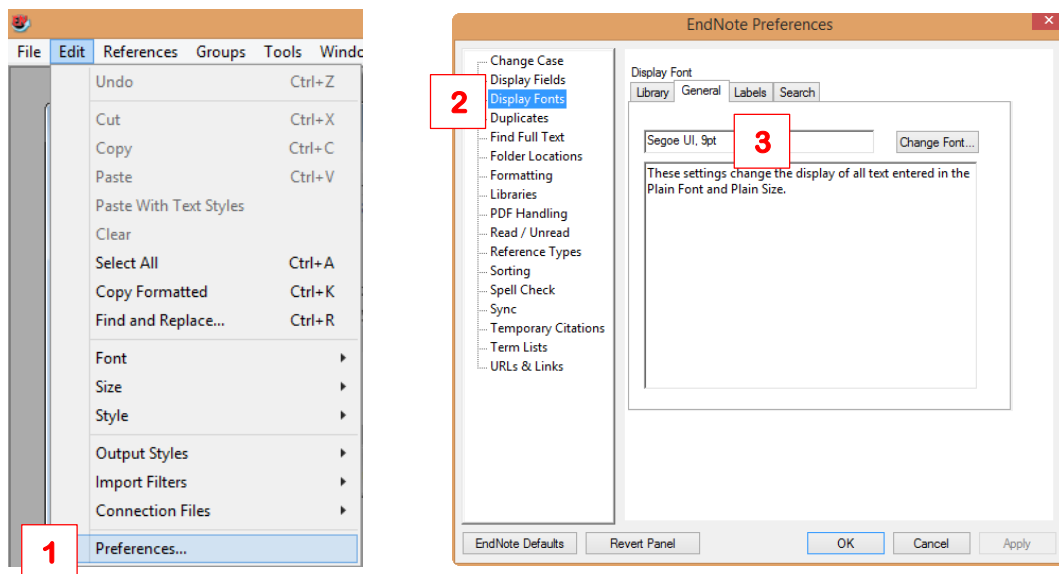 File Edit References Groups Tools
Undo Ctrl+Z
Cut Ctrl+X
Copy Ctrl+C
Paste Ctrl+V
Paste With Text Styles
Clear
Select All Ctrl+A
Copy Formatted Ctrl+K
Find and Replace... Ctrl+R
Font
Size
Style
Output Styles
Import Filters
Connection Files
1
Preferences...
EndNote Preferences
Change Case
Display Fields
2
Display Fonts
Duplicates
Find Full Text
Folder Locations
Formatting
Libraries
PDF Handling
Read / Unread
Reference Types
Sorting
Spell Check
Sync
Temporary Citations
Term Lists
URLs & Links
Display Font
Library General Labels Search
Segoe UI, 9pt
3
Change Font...
These settings change the display of all text entered in the
Plain Font and Plain Size.
EndNote Defaults Revert Panel OK Cancel Apply